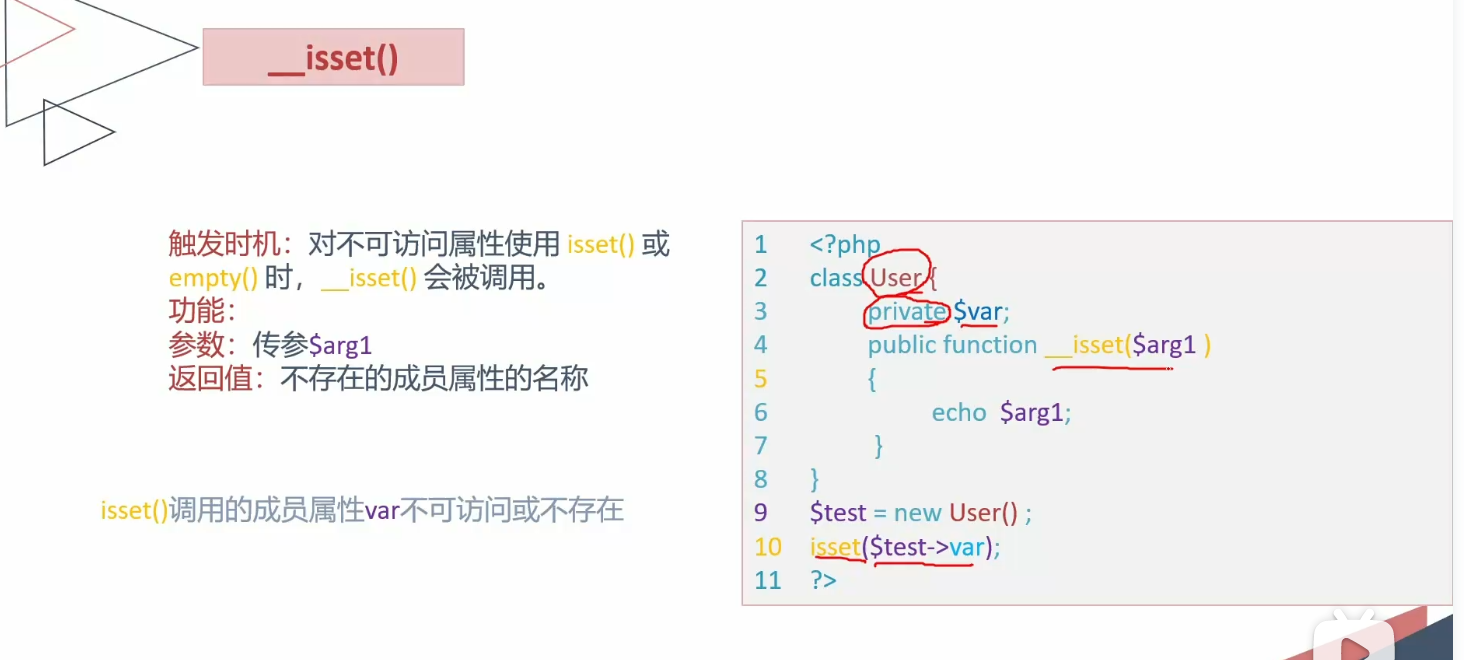 __isset()
触发时机：对不可访问属性使用 isset() 或
empty() 时，__isset() 会被调用。
功能：
参数：传参$arg1
返回值：不存在的成员属性的名称
isset()调用的成员属性var不可访问或不存在
1 <?php
2 class User {
3 private $var;
4 public function __isset($arg1 )
5 {
6 echo $arg1;
7 }
8 }
9 $test = new User() ;
10 isset($test->var);
11 ?>